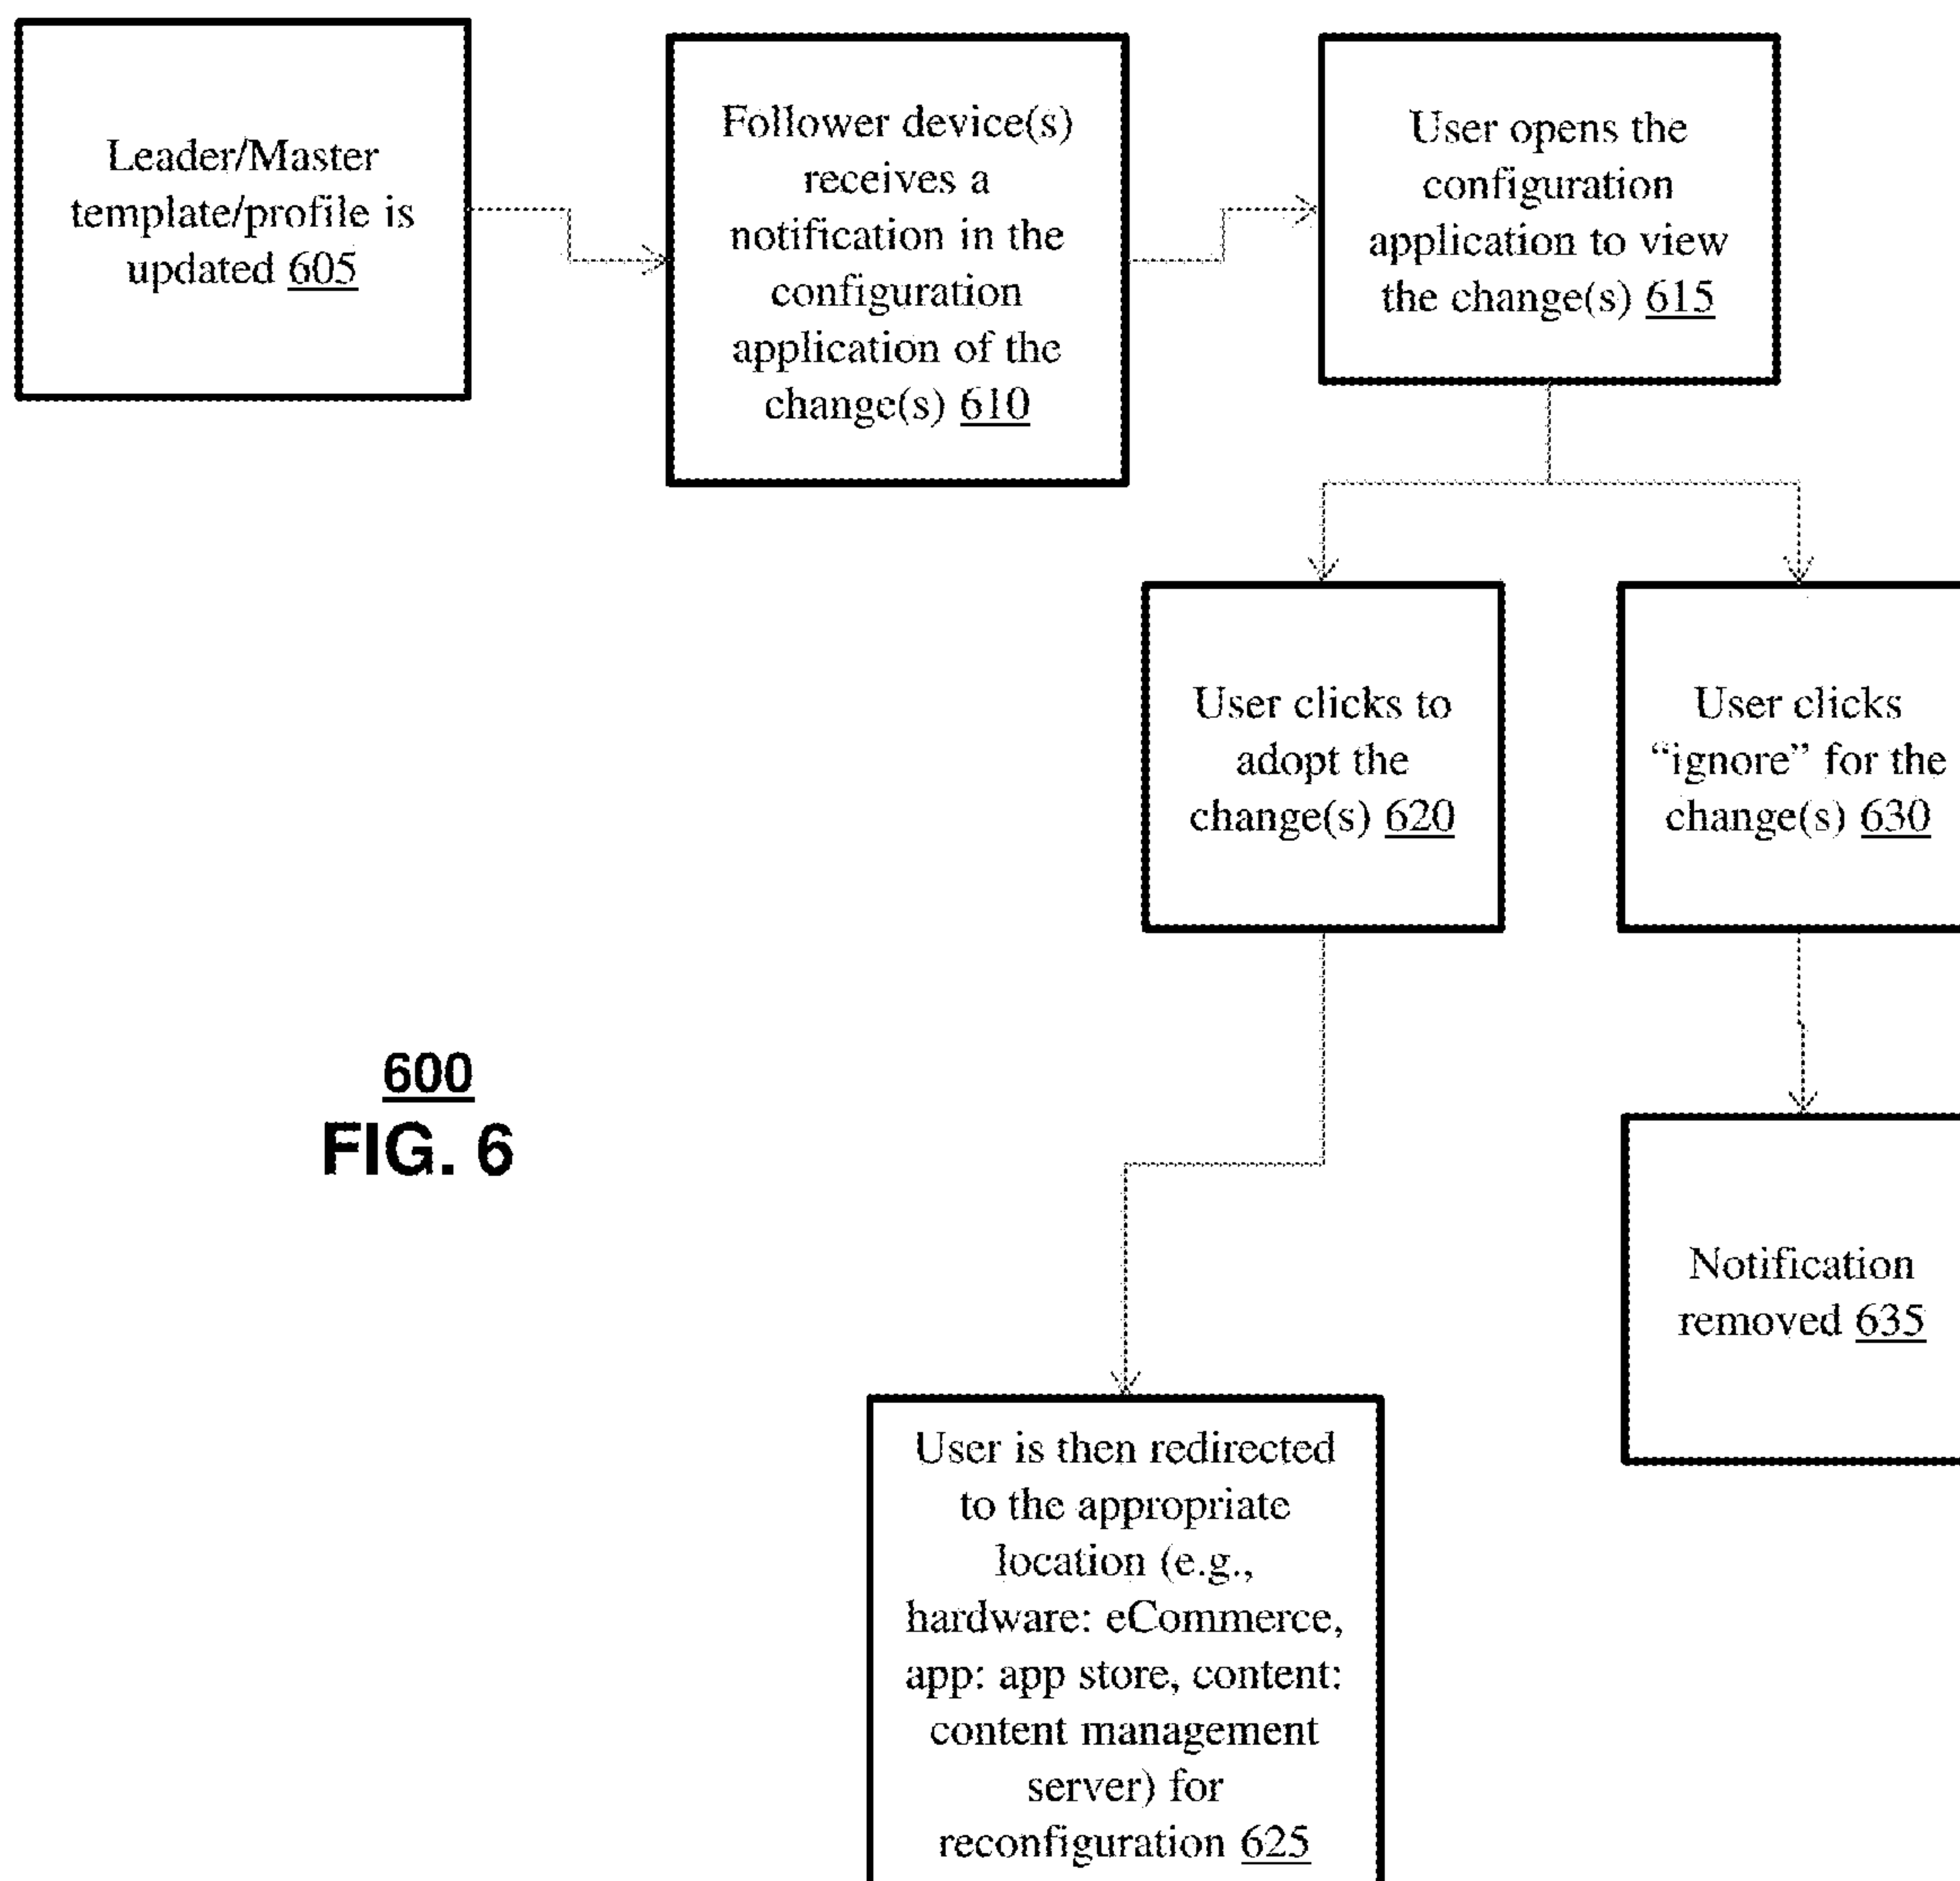 Leader/Master
template/profile is
updated 605
Follower device(s)
receives a
notification in the
configuration
application of the
change(s) 610
User opens the
configuration
application to view
the change(s) 615
User clicks to
adopt the
change(s) 620
User clicks
“ignore” for the
change(s) 630
Notification
removed 635
User is then redirected
to the appropriate
location (e.g.,
hardware: eCommerce,
app: app store, content:
content management
server) for
reconfiguration 625
600
FIG. 6